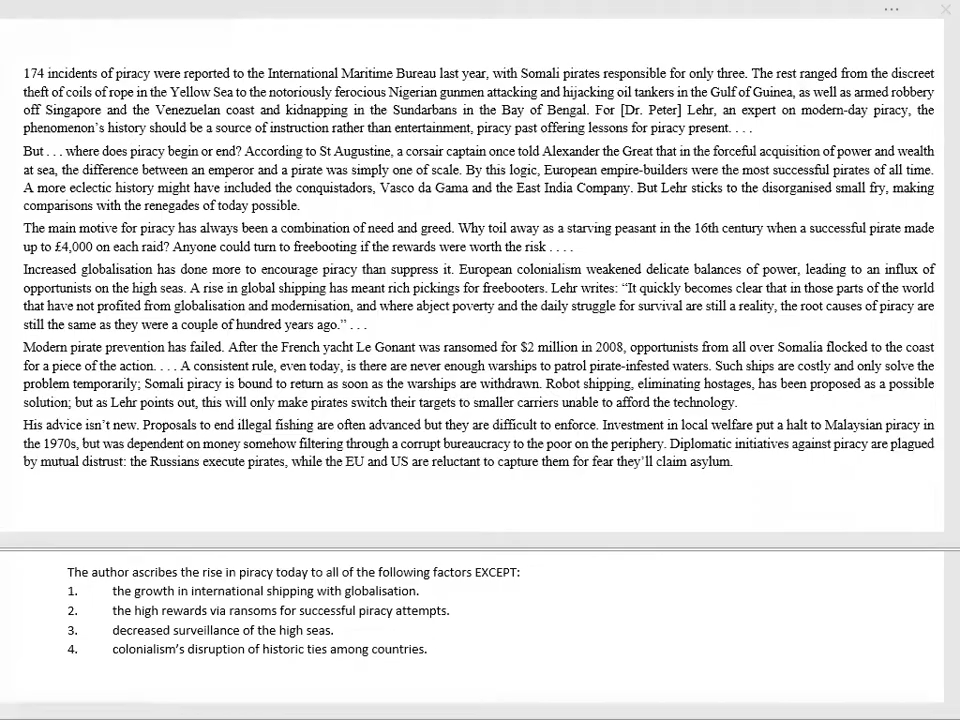 174 incidents of piracy were reported to the International Maritime Bureau last year, with Somali pirates responsible for only three. The rest ranged from the discreet
theft of coils of rope in the Yellow Sea to the notoriously ferocious Nigerian gunmen attacking and hijacking oil tankers in the Gulf of Guinea, as well as armed robbery
off Singapore and the Venezuelan coast and kidnapping in the Sundarbans in the Bay of Bengal. For [Dr. Peter] Lehr, an expert on modern-day piracy, the
phenomenon's history should be a source of instruction rather than entertainment, piracy past offering lessons for piracy present. . . .
But . . . where does piracy begin or end? According to St Augustine, a corsair captain once told Alexander the Great that in the forceful acquisition of power and wealth
at sea, the difference between an emperor and a pirate was simply one of scale. By this logic, European empire-builders were the most successful pirates of all time.
A more eclectic history might have included the conquistadors, Vasco da Gama and the East India Company. But Lehr sticks to the disorganised small fry, making
comparisons with the renegades of today possible.
The main motive for piracy has always been a combination of need and greed. Why toil away as a starving peasant in the 16th century when a successful pirate made
up to £4,000 on each raid? Anyone could turn to freebooting if the rewards were worth the risk . . . .
Increased globalisation has done more to encourage piracy than suppress it. European colonialism weakened delicate balances of power, leading to an influx of
opportunists on the high seas. A rise in global shipping has meant rich pickings for freebooters. Lehr writes: “It quickly becomes clear that in those parts of the world
that have not profited from globalisation and modernisation, and where abject poverty and the daily struggle for survival are still a reality, the root causes of piracy are
still the same as they were a couple of hundred years ago.” . . .
Modern pirate prevention has failed. After the French yacht Le Gonant was ransomed for $2 million in 2008, opportunists from all over Somalia flocked to the coast
for a piece of the action. . . . A consistent rule, even today, is there are never enough warships to patrol pirate-infested waters. Such ships are costly and only solve the
problem temporarily; Somali piracy is bound to return as soon as the warships are withdrawn. Robot shipping, eliminating hostages, has been proposed as a possible
solution; but as Lehr points out, this will only make pirates switch their targets to smaller carriers unable to afford the technology.
His advice isn't new. Proposals to end illegal fishing are often advanced but they are difficult to enforce. Investment in local welfare put a halt to Malaysian piracy in
the 1970s, but was dependent on money somehow filtering through a corrupt bureaucracy to the poor on the periphery. Diplomatic initiatives against piracy are plagued
by mutual distrust: the Russians execute pirates, while the EU and US are reluctant to capture them for fear they'll claim asylum.
The author ascribes the rise in piracy today to all of the following factors EXCEPT:
1. the growth in international shipping with globalisation.
2. the high rewards via ransoms for successful piracy attempts.
3. decreased surveillance of the high seas.
4. colonialism's disruption of historic ties among countries.